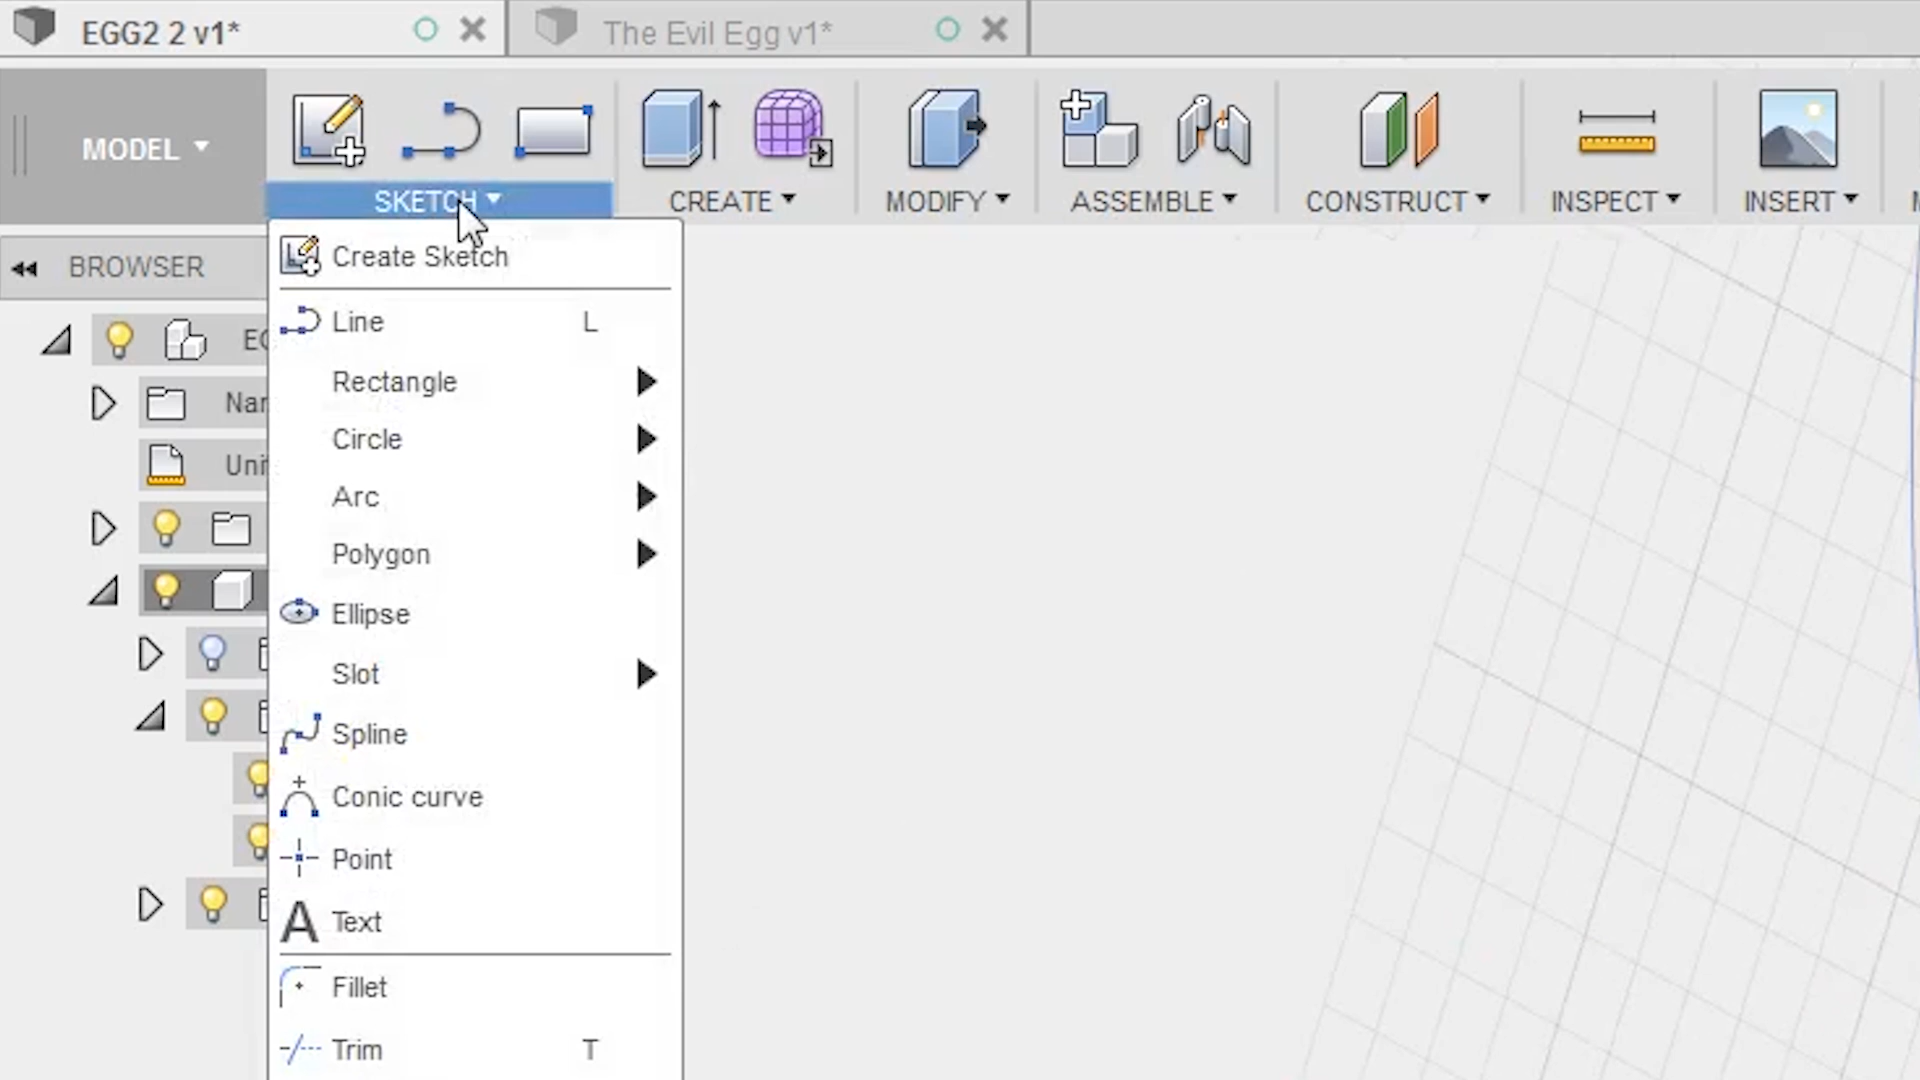 EGG2 2 v1*
The Evil Egg v1*
MODEL
SKETCH
CREATE
MODIFY
ASSEMBLE
CONSTRUCT
INSPECT
INSERT
BROWSER
Create Sketch
Line L
Rectangle
Circle
Arc
Polygon
Ellipse
Slot
Spline
Conic curve
Point
Text
Fillet
Trim T